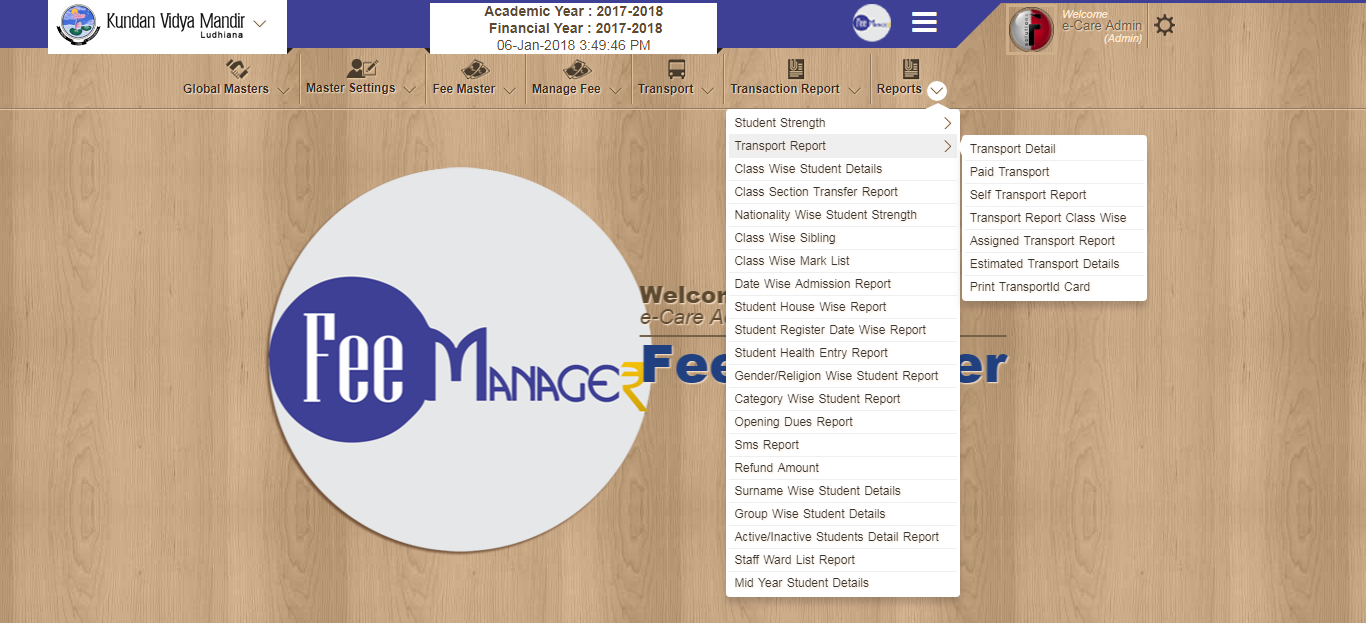 Kundan Vidya Mandir
Ludhiana
Academic Year : 2017-2018
Financial Year : 2017-2018
06-Jan-2018 3:49:46 PM
Welcome
e-Care Admin
(Admin)
Global Masters
Master Settings
Fee Master
Manage Fee
Transport
Transaction Report
Reports
Student Strength
Transport Report
Class Wise Student Details
Class Section Transfer Report
Nationality Wise Student Strength
Class Wise Sibling
Class Wise Mark List
Date Wise Admission Report
Student House Wise Report
Student Register Date Wise Report
Student Health Entry Report
Gender/Religion Wise Student Report
Category Wise Student Report
Opening Dues Report
Sms Report
Refund Amount
Surname Wise Student Details
Group Wise Student Details
Active/Inactive Students Detail Report
Staff Ward List Report
Mid Year Student Details
Transport Detail
Paid Transport
Self Transport Report
Transport Report Class Wise
Assigned Transport Report
Estimated Transport Details
Print TransportId Card
Fee Manager
Welcor
e-Care A
Fee er